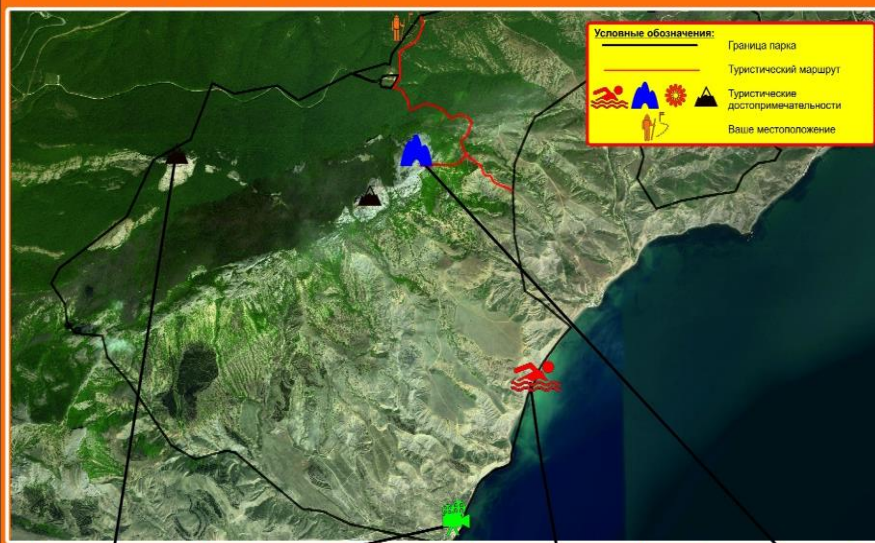 Условные обозначения:
Граница парка
Туристический маршрут
Туристические
достопримечательности
Ваше местоположение